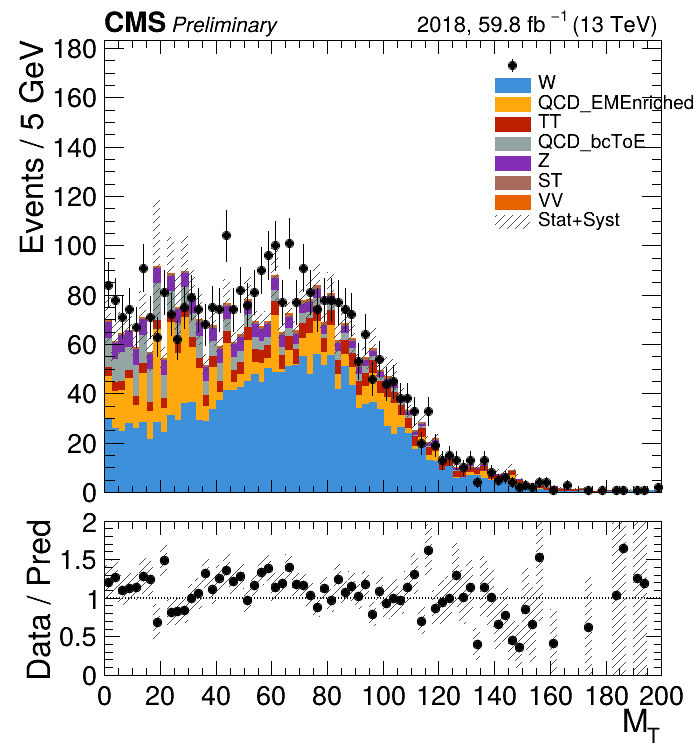 CMS Preliminary 2018, 59.8 fb⁻¹ (13 TeV)
Events / 5 GeV
180
160
140
120
100
80
60
40
20
0
W
QCD_EMEnriched
TT
QCD_bcToE
Z
ST
VV
Stat+Syst
Data / Pred
2
1.5
1
0.5
0
0 20 40 60 80 100 120 140 160 180 200
M_T